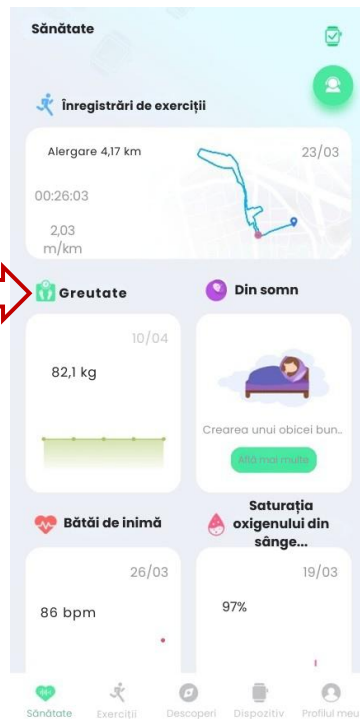 Sănătate
Înregistrări de exerciții
Alergare 4,17 km
23/03
00:26:03
2,03
m/km
Greutate
Din somn
10/04
82,1 kg
Crearea unui obicei bun..
Află mai multe
Bătăi de inimă
Saturația
oxigenului din
sânge...
26/03
19/03
86 bpm
97%
Sănătate
Exerciții
Descoperi
Dispozitiv
Profilul meu